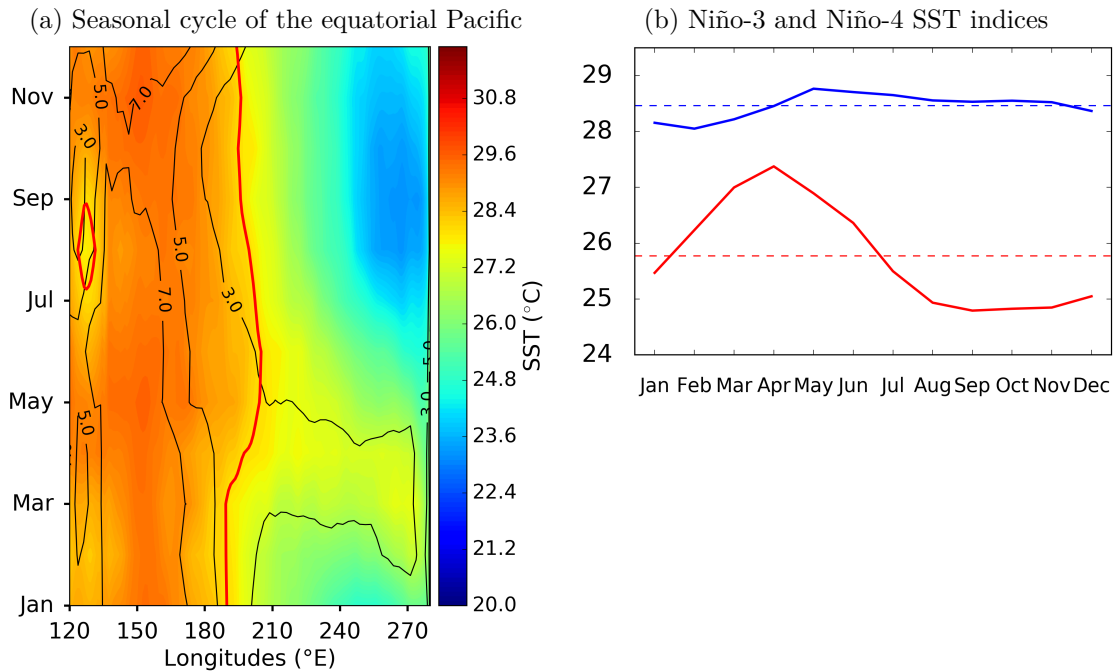 (a) Seasonal cycle of the equatorial Pacific
(b) Niño-3 and Niño-4 SST indices
Nov
Sep
Jul
May
Mar
Jan
120 150 180 210 240 270
Longitudes (°E)
5.0
7.0
3.0
5.0
3.0
7.0
5.0
3.0
5.0
30.8
29.6
28.4
27.2
26.0
24.8
23.6
22.4
21.2
20.0
SST (°C)
29
28
27
26
25
24
Jan Feb Mar Apr May Jun Jul Aug Sep Oct Nov Dec